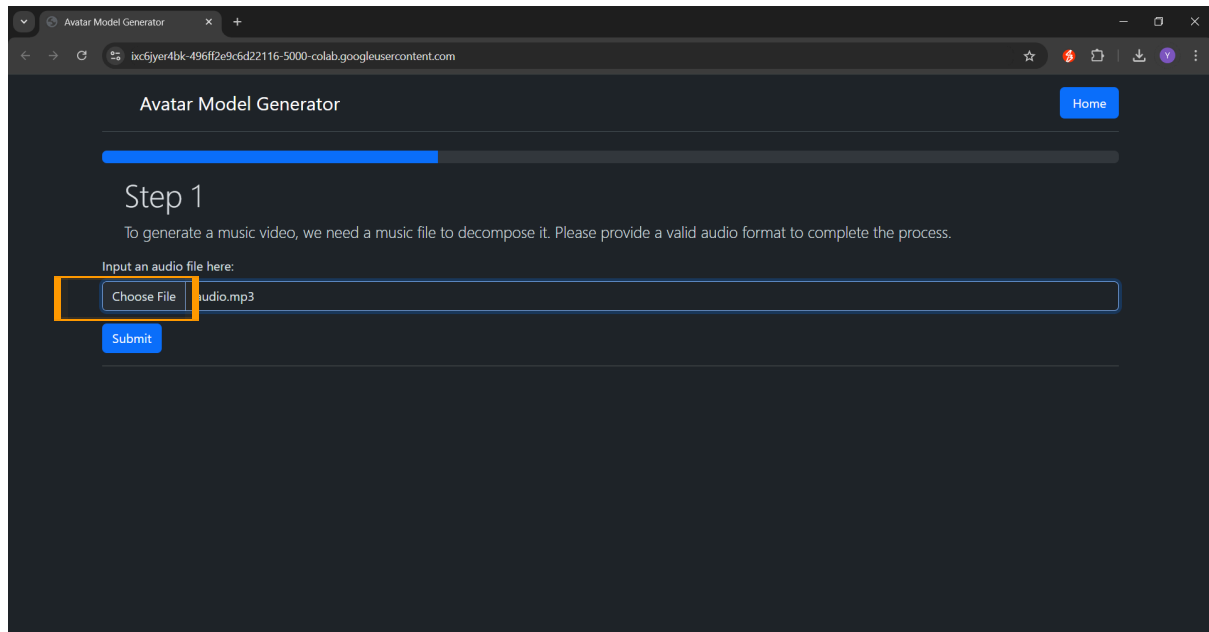 Avatar Model Generator
ixc6jyer4bk-496ff2e9c6d22116-5000-colab.googleusercontent.com
Y
Avatar Model Generator
Home
Step 1
To generate a music video, we need a music file to decompose it. Please provide a valid audio format to complete the process.
Input an audio file here:
Choose File audio.mp3
Submit